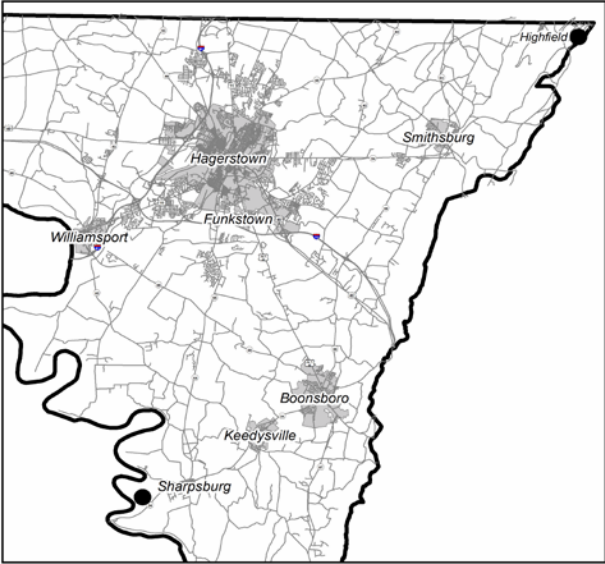 Highfield
Smithsburg
Hagerstown
Funkstown
Williamsport
Boonsboro
Keedysville
Sharpsburg